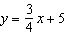 y = 3/4 x + 5